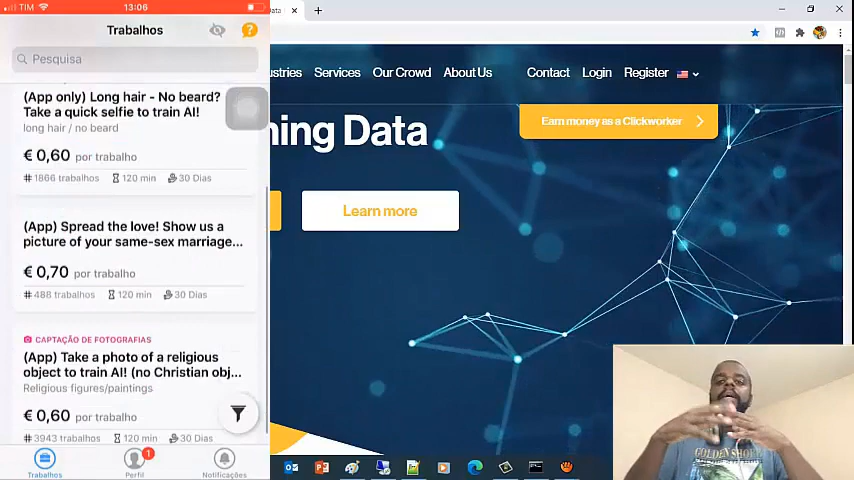 TIM
13:06
Trabalhos
Pesquisa
(App only) Long hair - No beard?
Take a quick selfie to train AI!
long hair / no beard
€ 0,60 por trabalho
# 1866 trabalhos 120 min 30 Dias
(App) Spread the love! Show us a
picture of your same-sex marriage...
€ 0,70 por trabalho
# 488 trabalhos 120 min 30 Dias
CAPTAÇÃO DE FOTOGRAFIAS
(App) Take a photo of a religious
object to train AI! (no Christian obj...
Religious figures/paintings
€ 0,60 por trabalho
# 3943 trabalhos 120 min 30 Dias
Trabalhos
1
Perfil
Notificações
Data
ustries Services Our Crowd About Us Contact Login Register
ning Data
Earn money as a Clickworker
Learn more